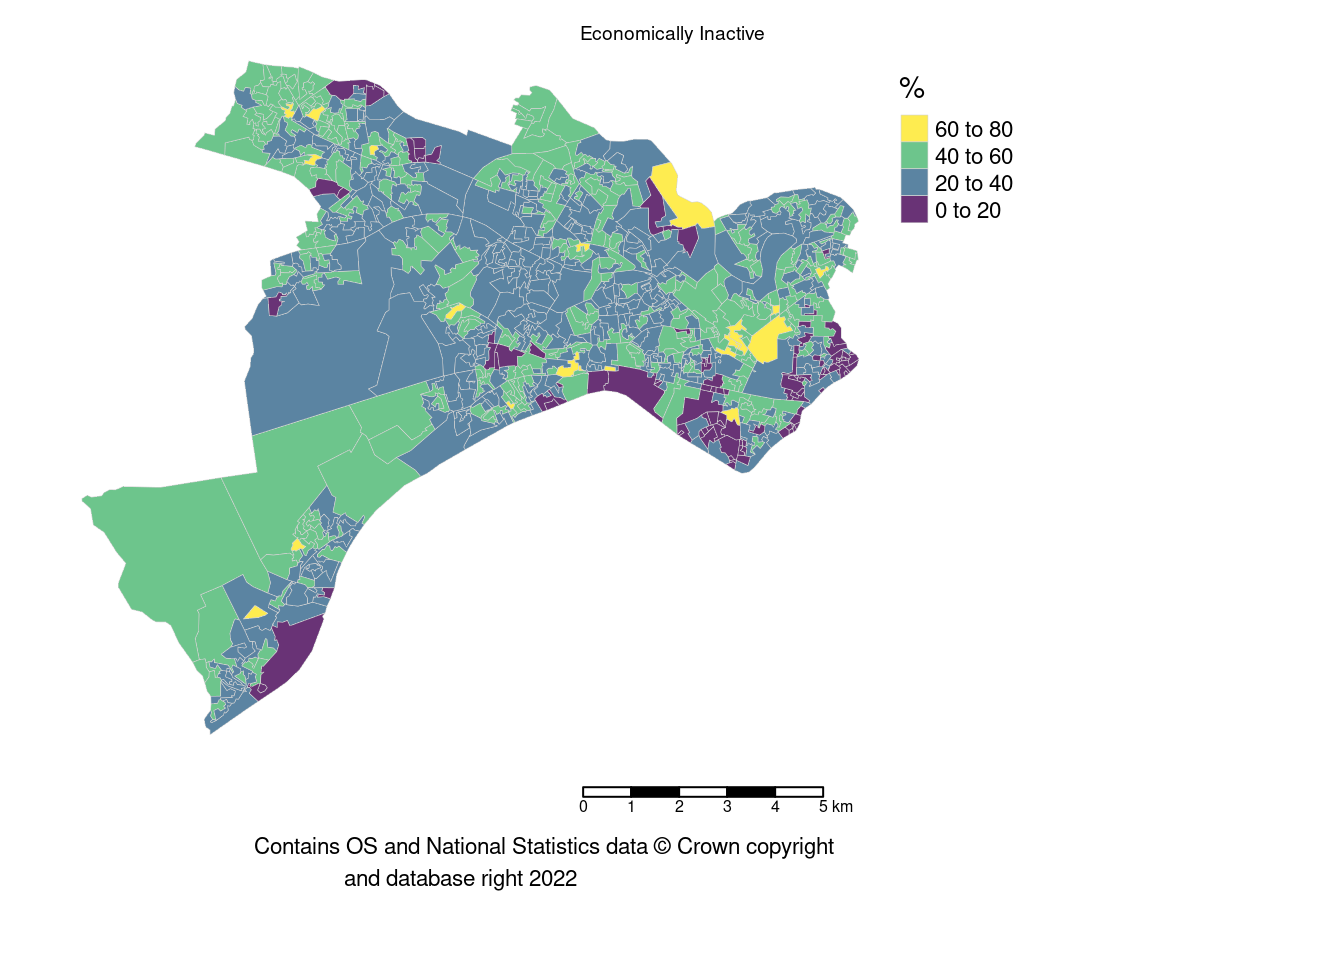 Economically Inactive
%
60 to 80
40 to 60
20 to 40
0 to 20
0 1 2 3 4 5 km
Contains OS and National Statistics data © Crown copyright
and database right 2022